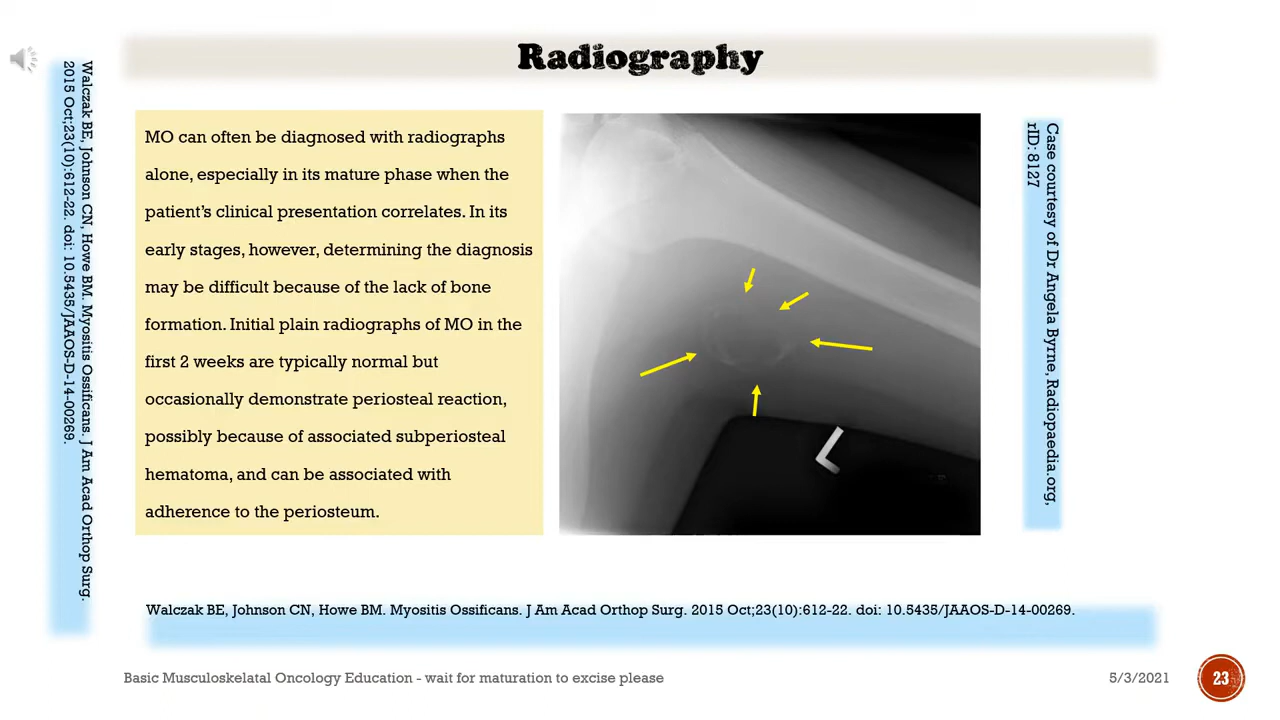 Radiography
Walczak BE, Johnson CN, Howe BM. Myositis Ossificans. J Am Acad Orthop Surg.
2015 Oct;23(10):612-22. doi: 10.5435/JAAOS-D-14-00269.
MO can often be diagnosed with radiographs
alone, especially in its mature phase when the
patient’s clinical presentation correlates. In its
early stages, however, determining the diagnosis
may be difficult because of the lack of bone
formation. Initial plain radiographs of MO in the
first 2 weeks are typically normal but
occasionally demonstrate periosteal reaction,
possibly because of associated subperiosteal
hematoma, and can be associated with
adherence to the periosteum.
L
Case courtesy of Dr Angela Byrne, Radiopaedia.org,
rID: 8127
Walczak BE, Johnson CN, Howe BM. Myositis Ossificans. J Am Acad Orthop Surg. 2015 Oct;23(10):612-22. doi: 10.5435/JAAOS-D-14-00269.
Basic Musculoskelatal Oncology Education - wait for maturation to excise please
5/3/2021
23